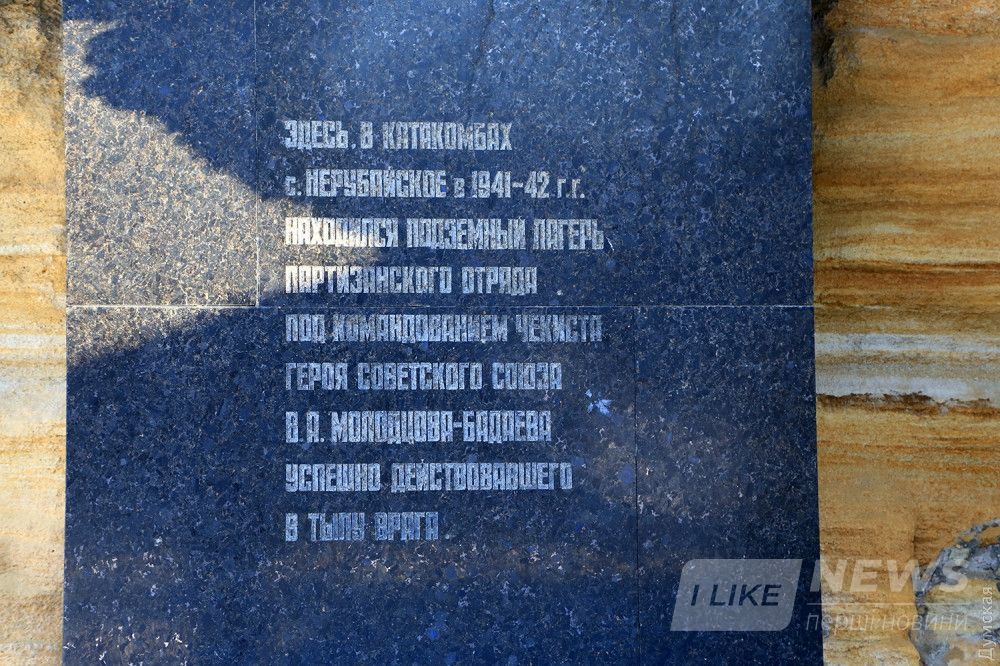 ЗДЕСЬ, В КАТАКОМБАХ
с. НЕРУБАЙСКОЕ в 1941-42 г.г.
НАХОДИЛСЯ ПОДЗЕМНЫЙ ЛАГЕРЬ
ПАРТИЗАНСКОГО ОТРЯДА
ПОД КОМАНДОВАНИЕМ ЧЕКИСТА
ГЕРОЯ СОВЕТСКОГО СОЮЗА
В.А. МОЛОДЦОВА-БАДАЕВА
УСПЕШНО ДЕЙСТВОВАВШЕГО
В ТЫЛУ ВРАГА.
I LIKE NEWS
ПЕРШІ НОВИНИ
Думская